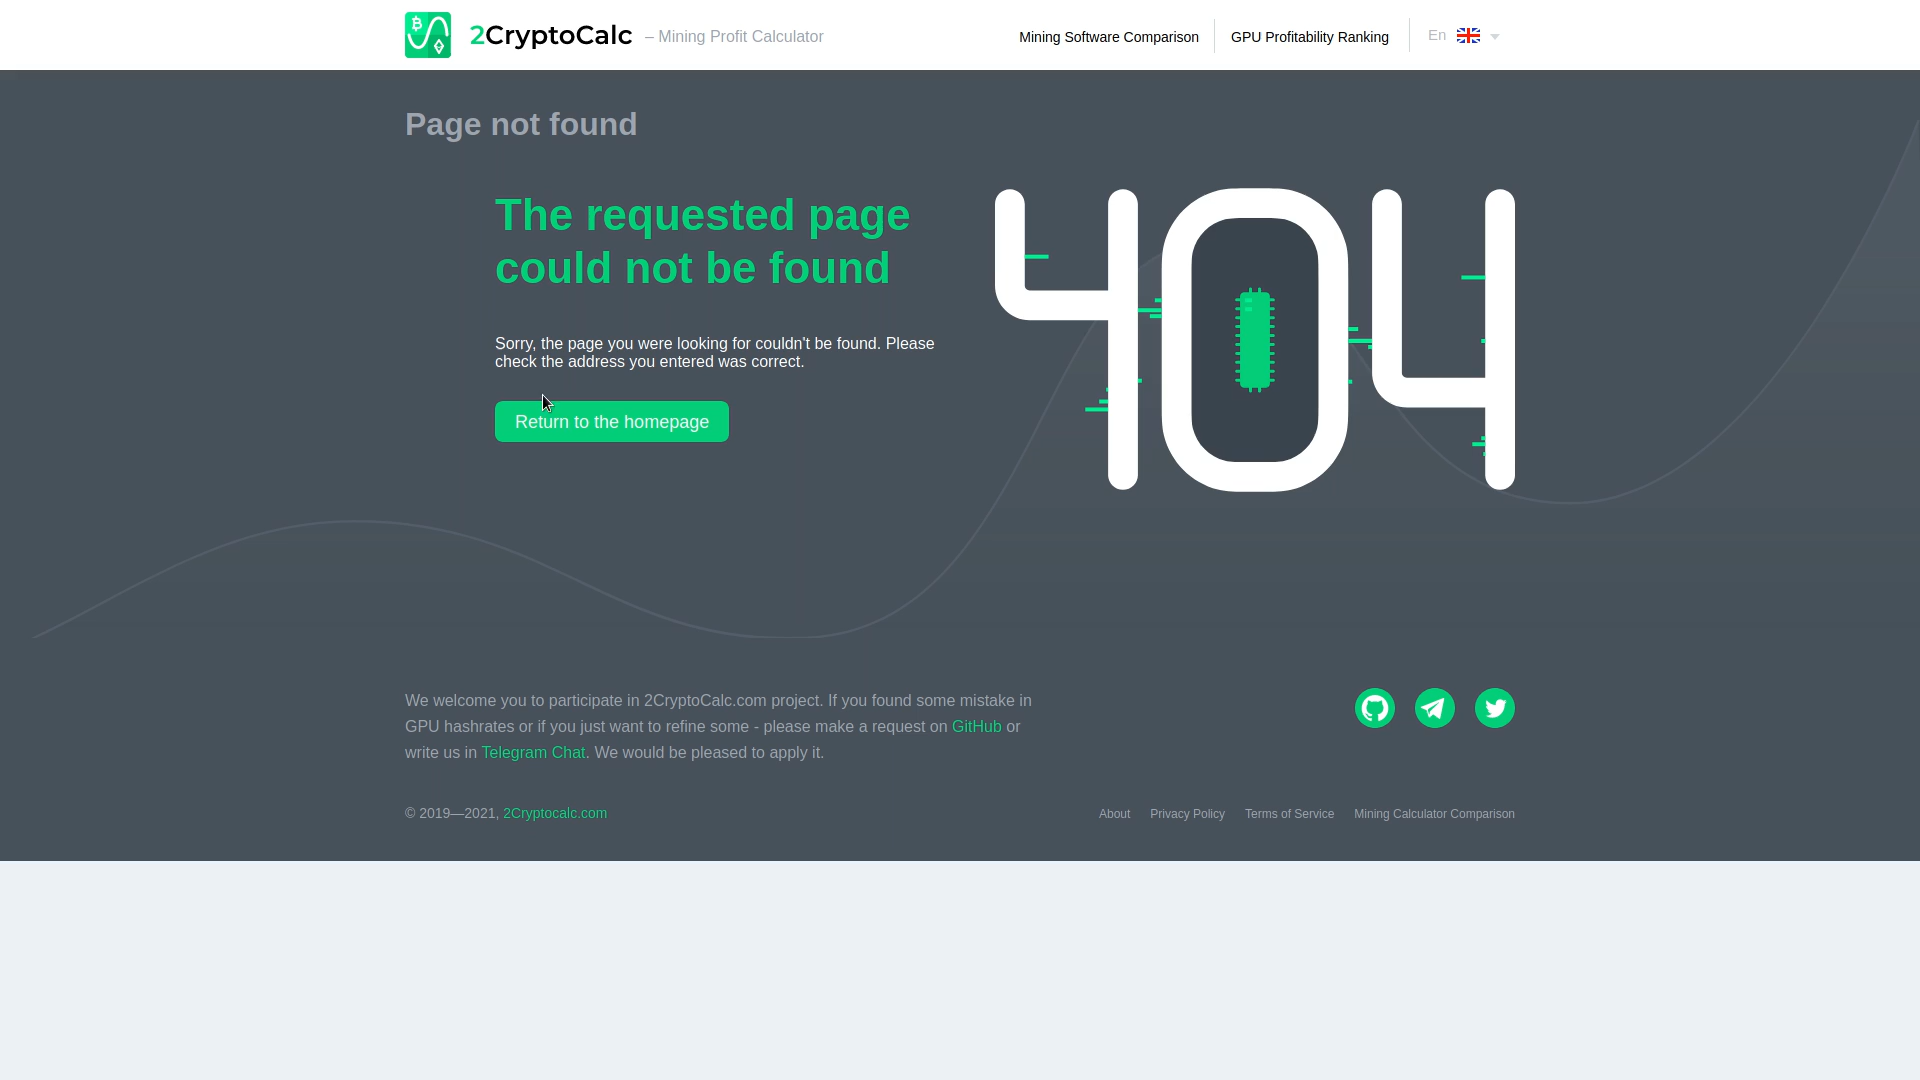 2CryptoCalc – Mining Profit Calculator
Mining Software Comparison
GPU Profitability Ranking
En
Page not found
The requested page
could not be found
Sorry, the page you were looking for couldn't be found. Please
check the address you entered was correct.
Return to the homepage
404
We welcome you to participate in 2CryptoCalc.com project. If you found some mistake in
GPU hashrates or if you just want to refine some - please make a request on GitHub or
write us in Telegram Chat. We would be pleased to apply it.
© 2019—2021, 2Cryptocalc.com
About
Privacy Policy
Terms of Service
Mining Calculator Comparison